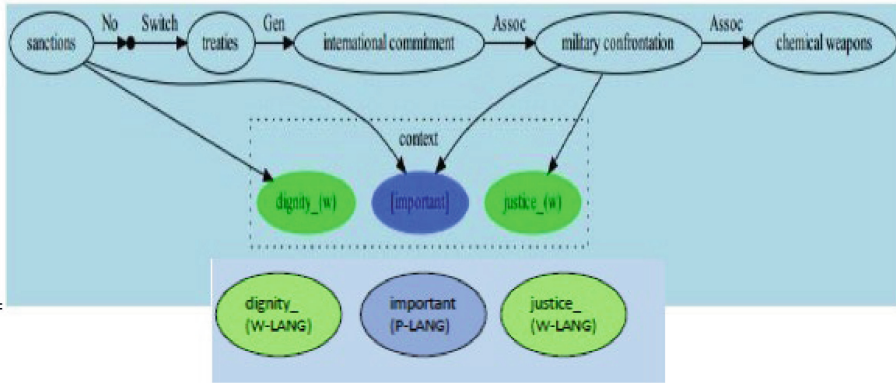 No Switch Gen Assoc Assoc
sanctions treaties international commitment military confrontation chemical weapons
context
dignity_(w) [important] justice_(w)
dignity_ important justice_
(W-LANG) (P-LANG) (W-LANG)